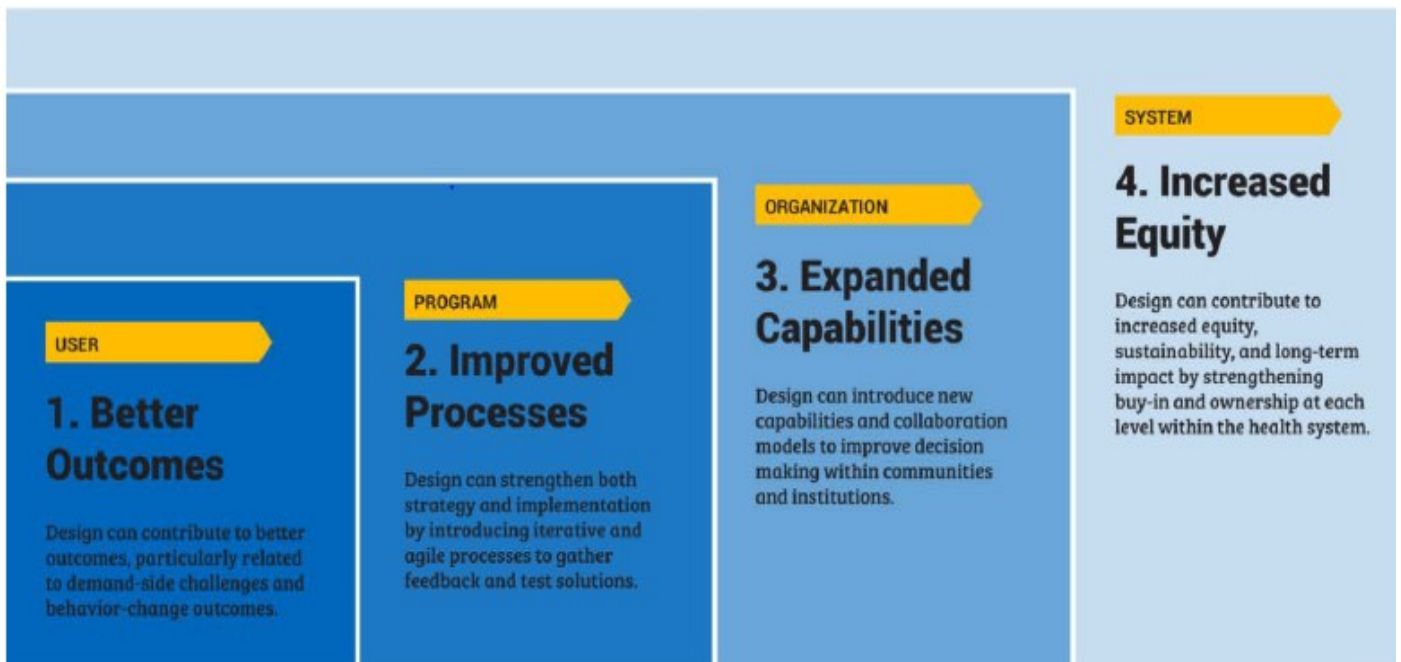 USER
1. Better
Outcomes
Design can contribute to better
outcomes, particularly related
to demand-side challenges and
behavior-change outcomes.
PROGRAM
2. Improved
Processes
Design can strengthen both
strategy and implementation
by introducing iterative and
agile processes to gather
feedback and test solutions.
ORGANIZATION
3. Expanded
Capabilities
Design can introduce new
capabilities and collaboration
models to improve decision
making within communities
and institutions.
SYSTEM
4. Increased
Equity
Design can contribute to
increased equity,
sustainability, and long-term
impact by strengthening
buy-in and ownership at each
level within the health system.